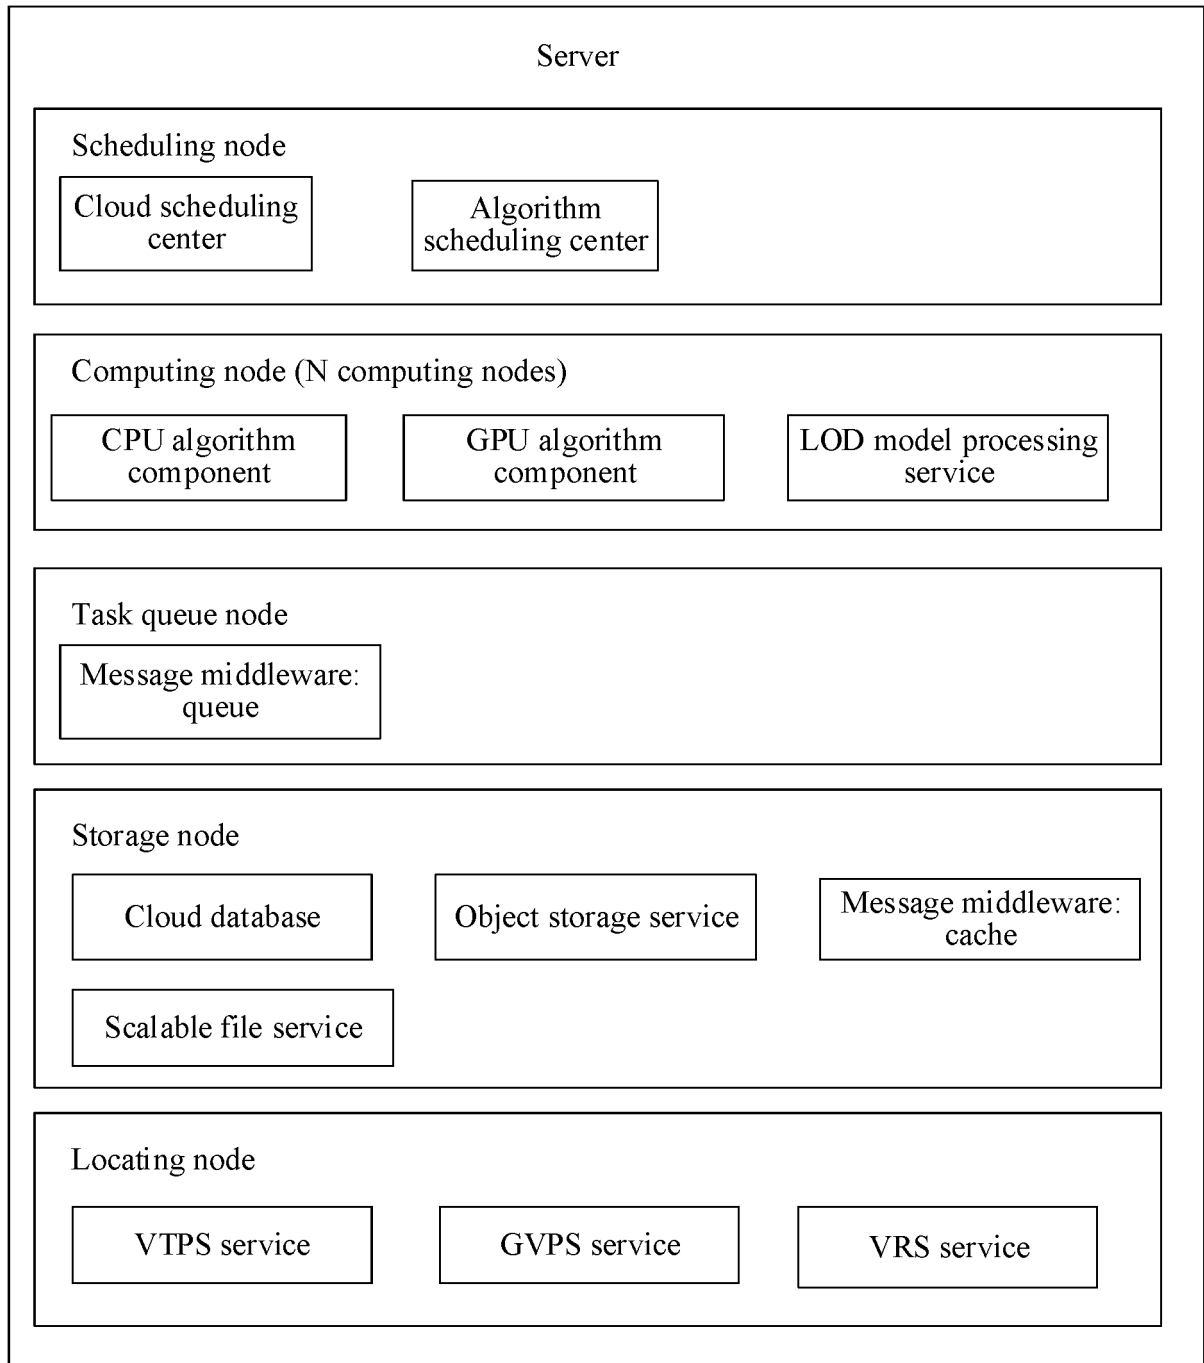 Server
Scheduling node
Cloud scheduling
center
Algorithm
scheduling center
Computing node (N computing nodes)
CPU algorithm
component
GPU algorithm
component
LOD model processing
service
Task queue node
Message middleware:
queue
Storage node
Cloud database
Object storage service
Message middleware:
cache
Scalable file service
Locating node
VTPS service
GVPS service
VRS service